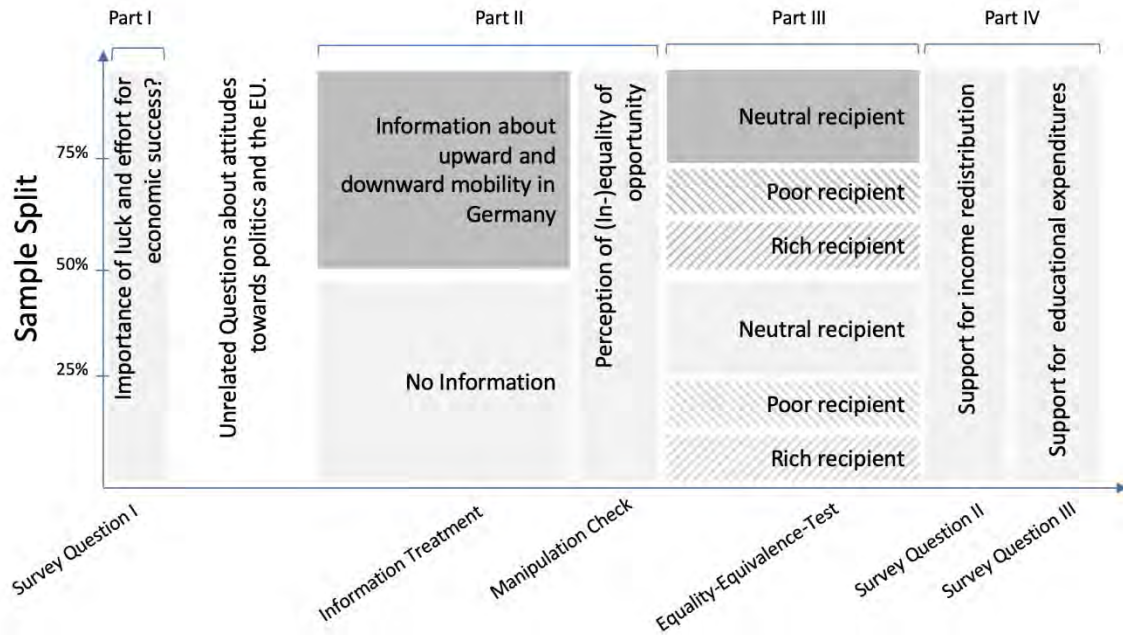 Part I
Part II
Part III
Part IV
Sample Split
75%
50%
25%
Importance of luck and effort for
economic success?
Unrelated Questions about attitudes
towards politics and the EU.
Information about
upward and
downward mobility in
Germany
No Information
Perception of (In-)equality of
opportunity
Neutral recipient
Poor recipient
Rich recipient
Neutral recipient
Poor recipient
Rich recipient
Support for income redistribution
Support for educational expenditures
Survey Question I
Information Treatment
Manipulation Check
Equality-Equivalence-Test
Survey Question II
Survey Question III